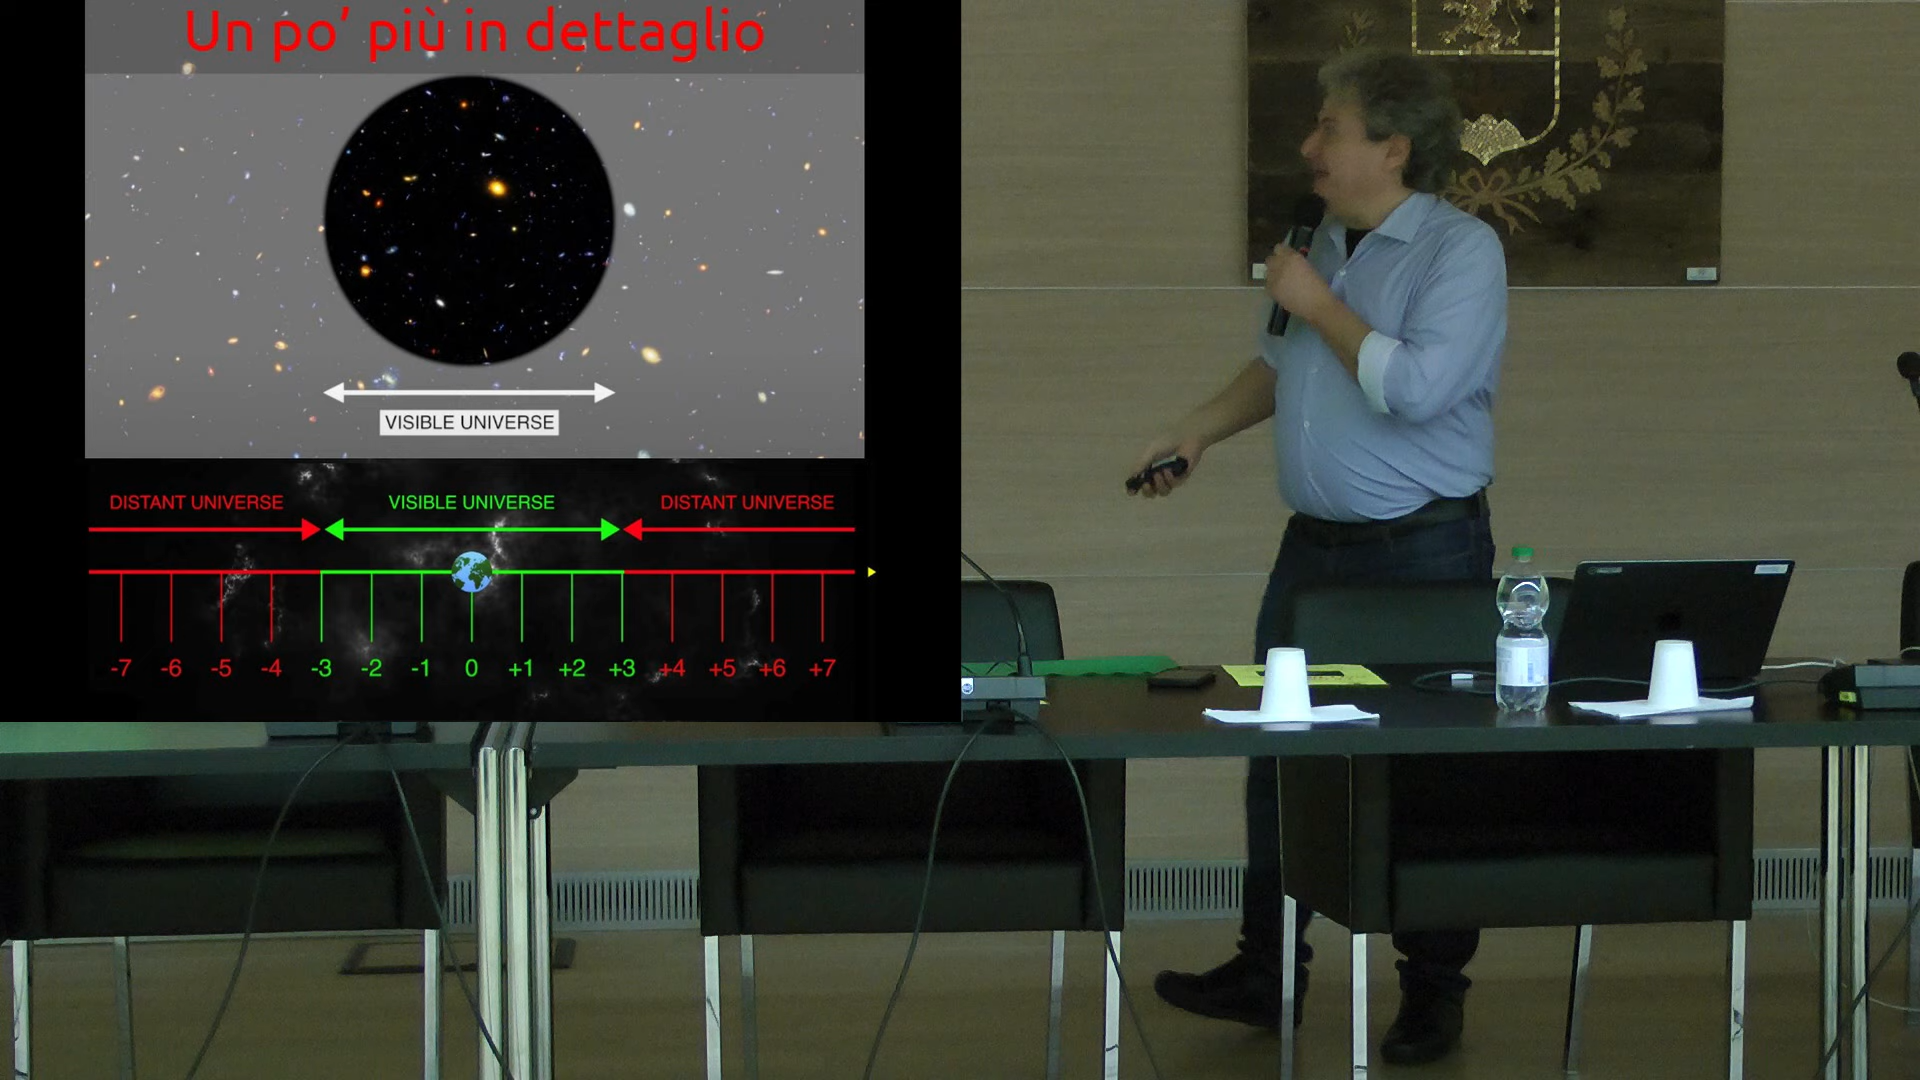 Un po’ più in dettaglio
VISIBLE UNIVERSE
DISTANT UNIVERSE VISIBLE UNIVERSE DISTANT UNIVERSE
-7 -6 -5 -4 -3 -2 -1 0 +1 +2 +3 +4 +5 +6 +7